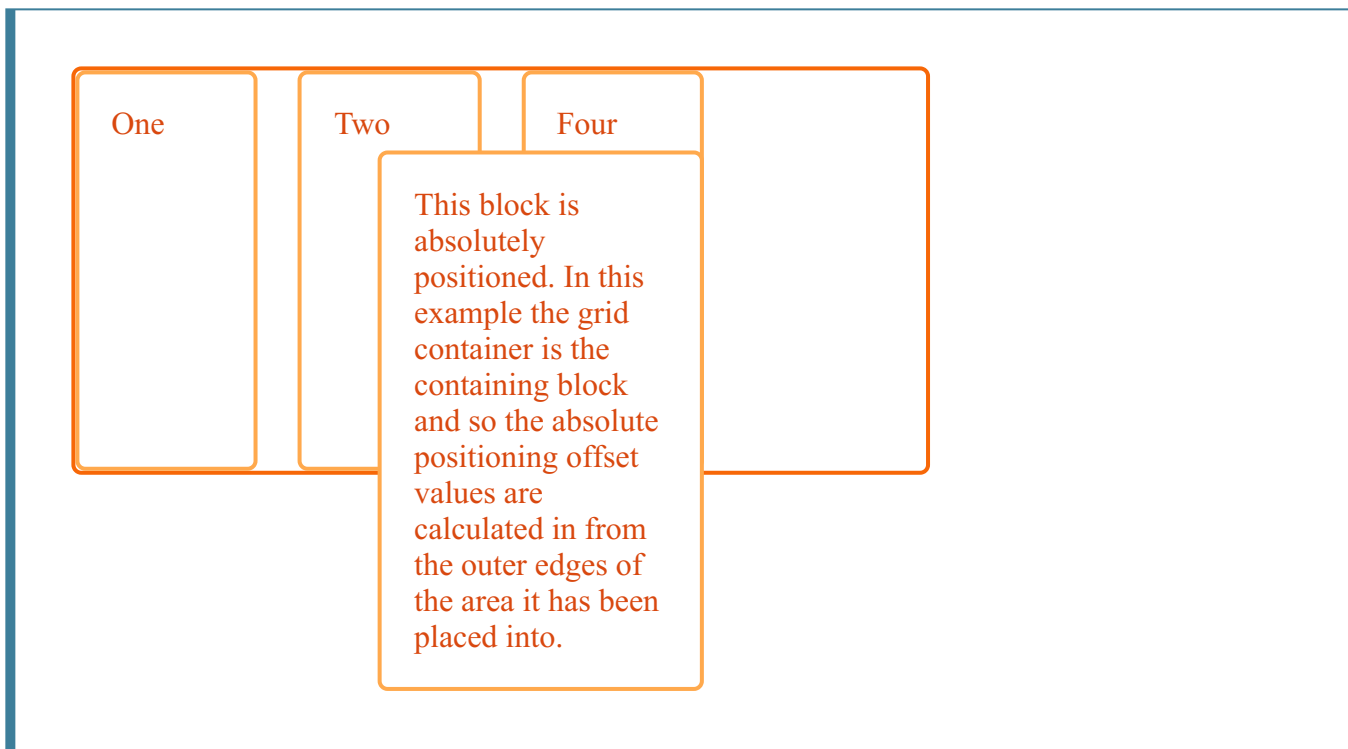 One
Two
Four
This block is
absolutely
positioned. In this
example the grid
container is the
containing block
and so the absolute
positioning offset
values are
calculated in from
the outer edges of
the area it has been
placed into.